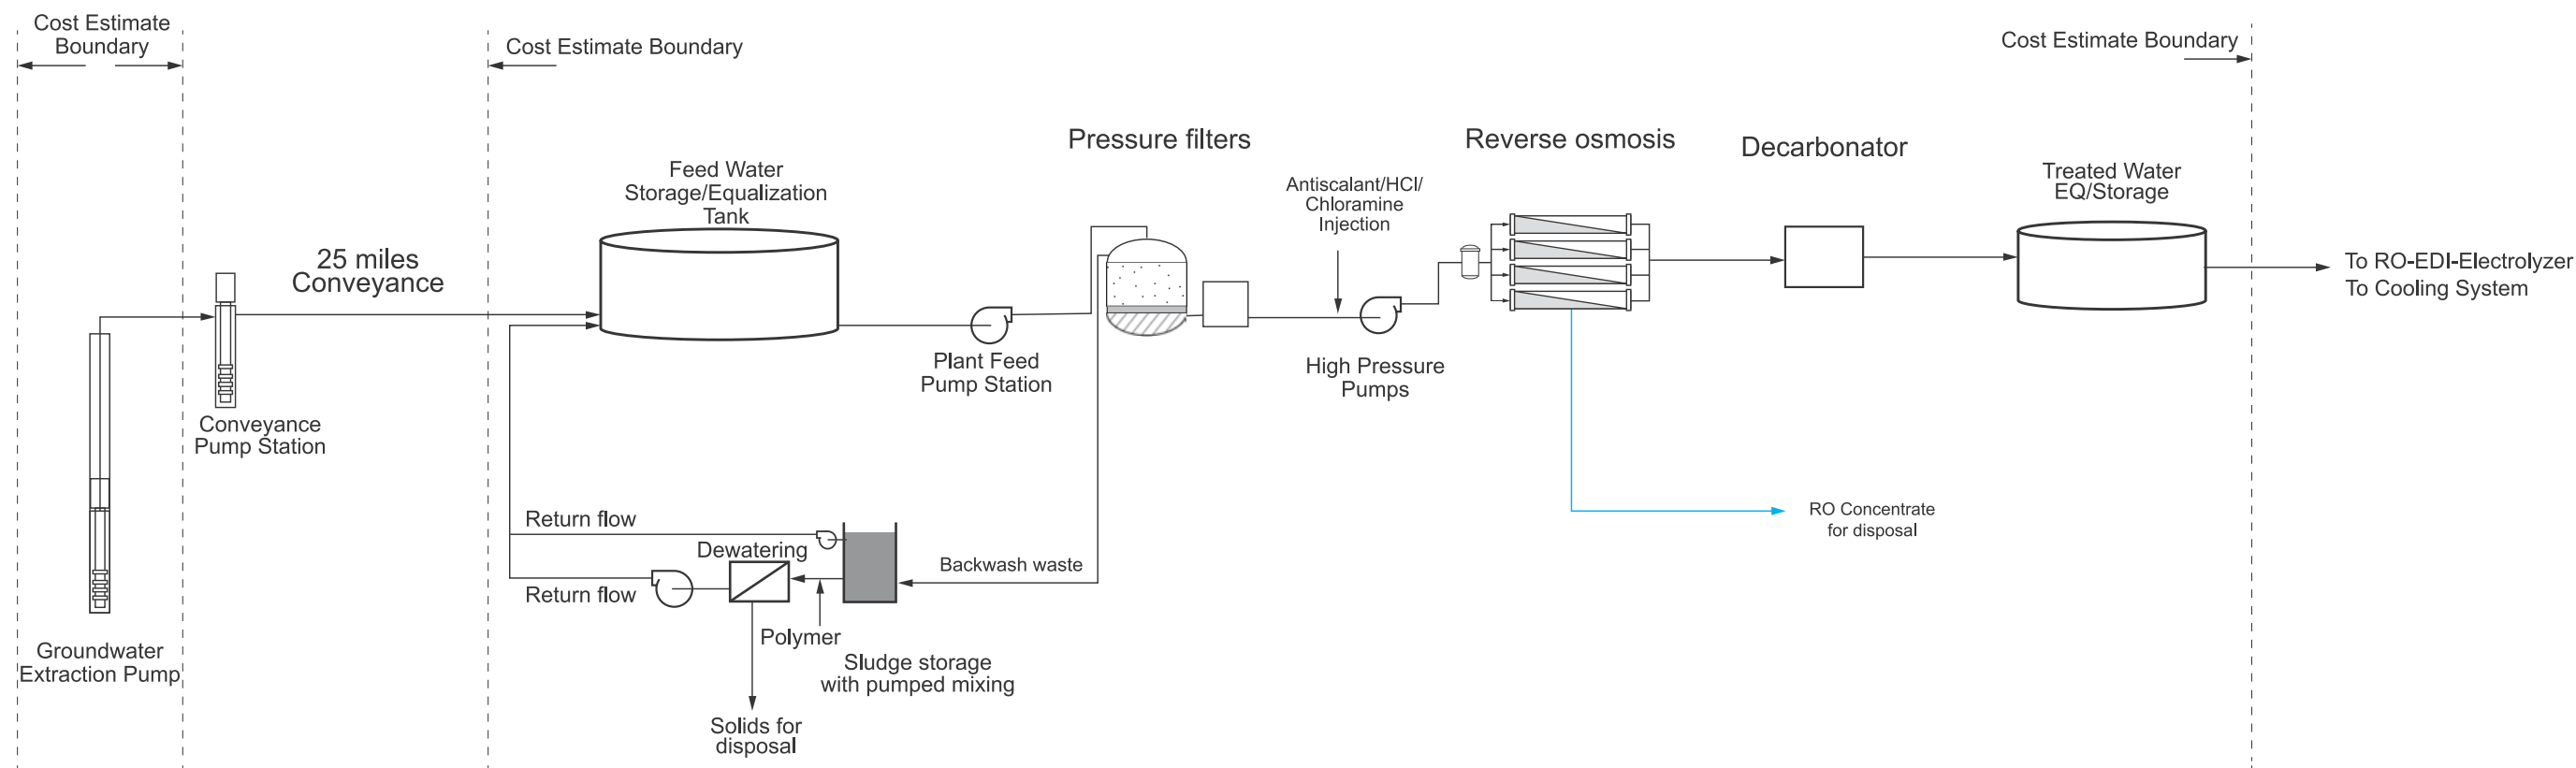 Cost Estimate
Boundary
Cost Estimate Boundary
Cost Estimate Boundary
Pressure filters
Reverse osmosis
Decarbonator
Feed Water
Storage/Equalization
Tank
Antiscalant/HCl/
Chloramine
Injection
Treated Water
EQ/Storage
25 miles
Conveyance
To RO-EDI-Electrolyzer
To Cooling System
Plant Feed
Pump Station
High Pressure
Pumps
Conveyance
Pump Station
Return flow
Dewatering
Backwash waste
RO Concentrate
for disposal
Return flow
Polymer
Groundwater
Extraction Pump
Sludge storage
with pumped mixing
Solids for
disposal